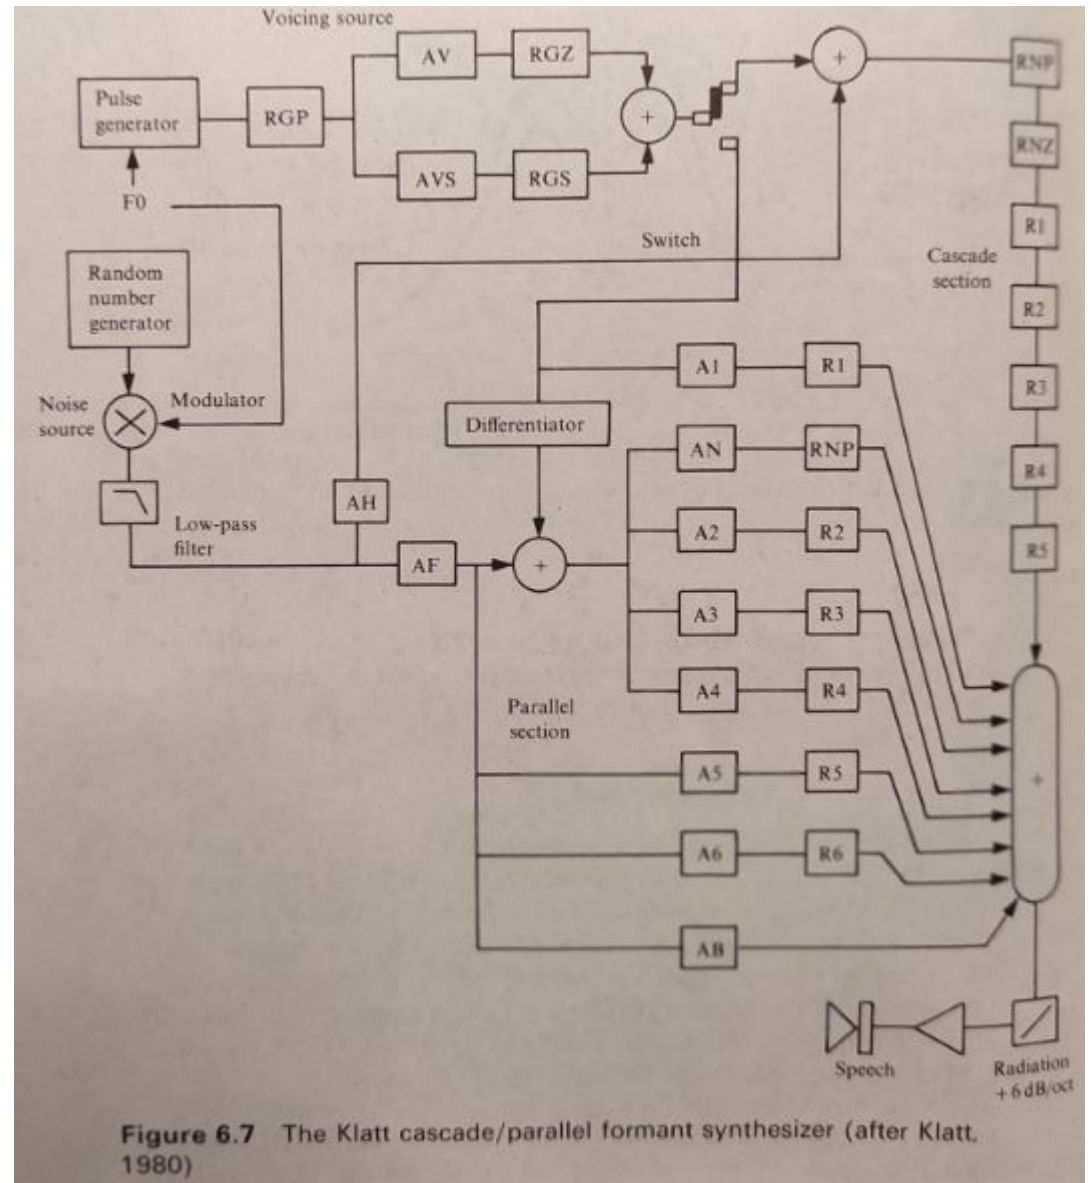 Voicing source
Pulse
generator
RGP
AV
RGZ
AVS
RGS
+
+
F0
Switch
Random
number
generator
Noise
source
Modulator
Low-pass
filter
AH
AF
Differentiator
+
Parallel
section
A1
R1
AN
RNP
A2
R2
A3
R3
A4
R4
A5
R5
A6
R6
AB
Cascade
section
RNP
RNZ
R1
R2
R3
R4
R5
+
Speech
Radiation
+6 dB/oct
Figure 6.7 The Klatt cascade/parallel formant synthesizer (after Klatt,
1980)